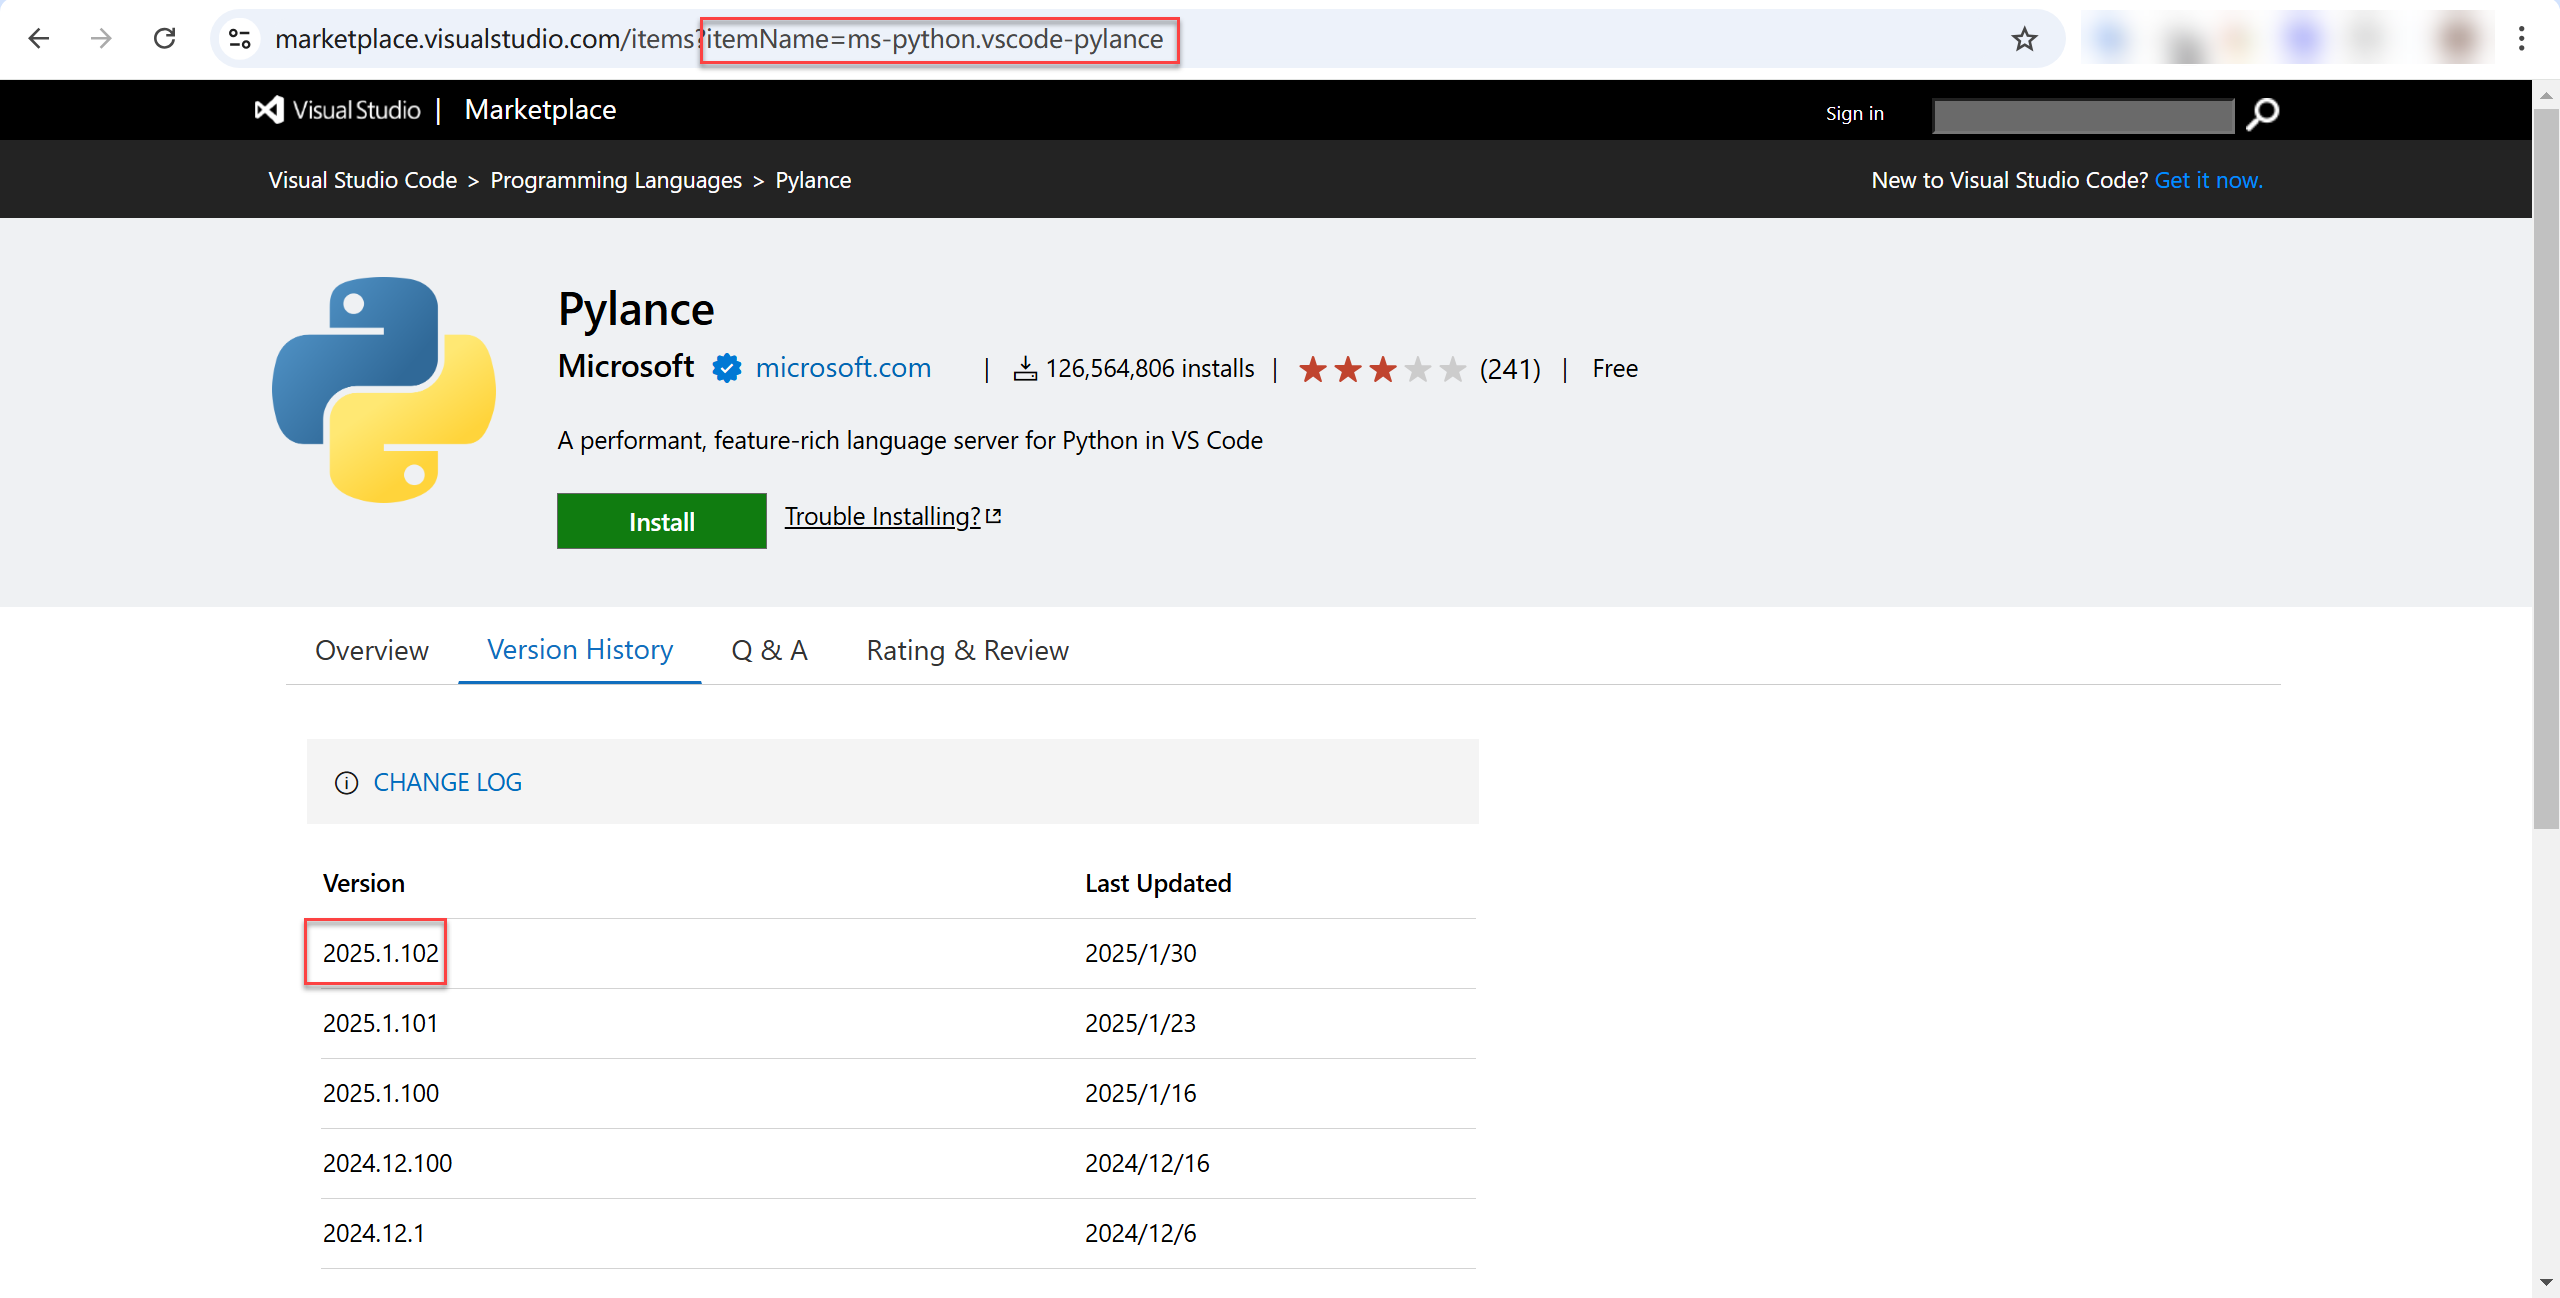 marketplace.visualstudio.com/items?itemName=ms-python.vscode-pylance
Visual Studio | Marketplace
Sign in
Visual Studio Code > Programming Languages > Pylance
New to Visual Studio Code? Get it now.
Pylance
Microsoft microsoft.com | 126,564,806 installs | (241) | Free
A performant, feature-rich language server for Python in VS Code
Install
Trouble Installing?
Overview Version History Q & A Rating & Review
CHANGE LOG
Version Last Updated
2025.1.102 2025/1/30
2025.1.101 2025/1/23
2025.1.100 2025/1/16
2024.12.100 2024/12/16
2024.12.1 2024/12/6